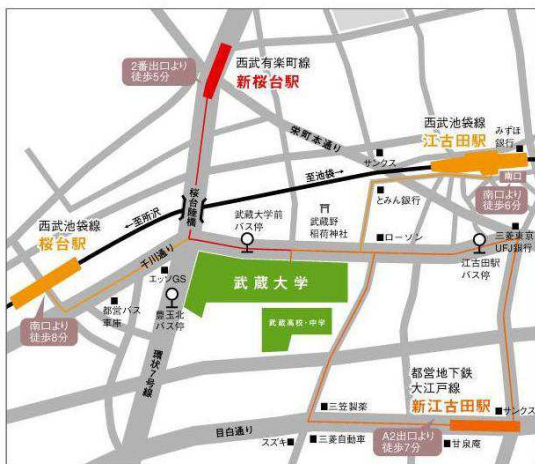 2番出口より
徒歩5分
西武有楽町線
新桜台駅
栄町本通り
西武池袋線
江古田駅
みずほ
銀行
サンクス
南口
南口より
徒歩6分
とみん銀行
至池袋→
桜台陸橋
←至所沢
西武池袋線
桜台駅
武蔵大学前
バス停
武蔵野
稲荷神社
ローソン
三菱東京
UFJ銀行
江古田駅
バス停
千川通り
エッソGS
武蔵大学
都営バス
車庫
豊玉北
バス停
南口より
徒歩8分
武蔵高校・中学
環状7号線
都営地下鉄
大江戸線
新江古田駅
サンクス
三笠製薬
目白通り
スズキ
三菱自動車
A2出口より
徒歩7分
甘泉庵